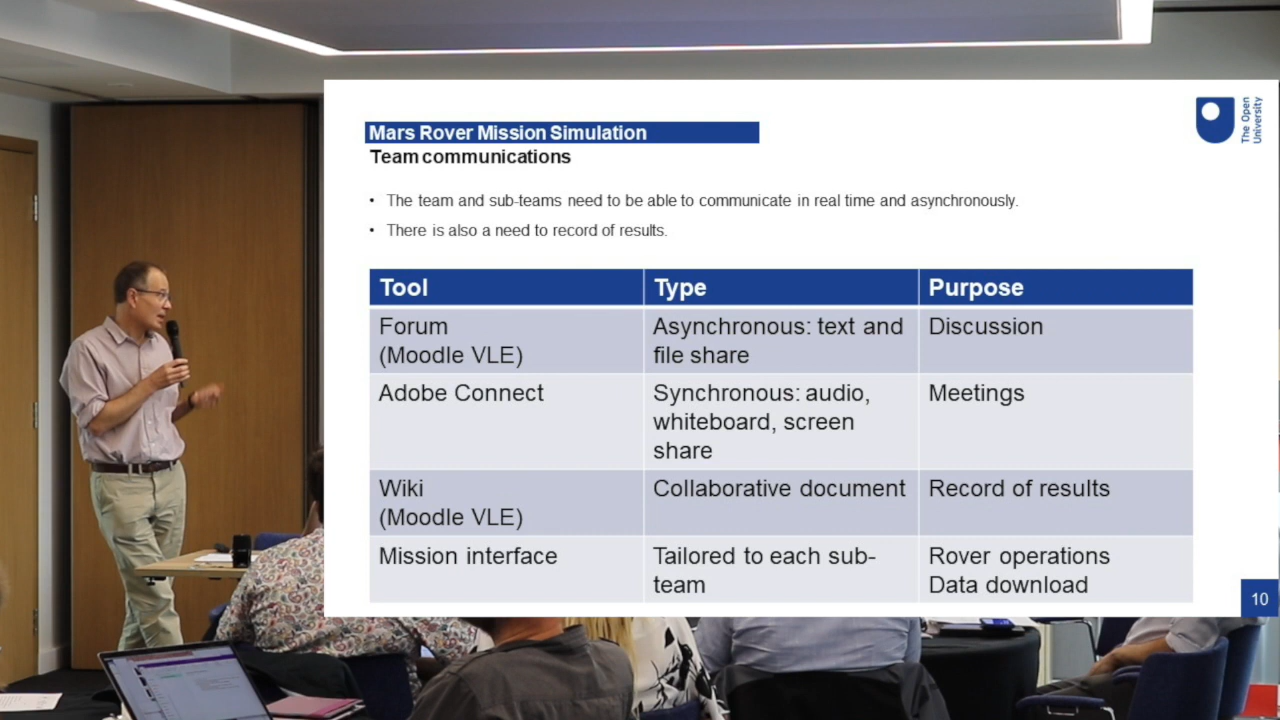 Mars Rover Mission Simulation
Team communications
The Open
University
• The team and sub-teams need to be able to communicate in real time and asynchronously.
• There is also a need to record of results.
Tool Type Purpose
Forum
(Moodle VLE)
Asynchronous: text and
file share
Discussion
Adobe Connect
Synchronous: audio,
whiteboard, screen
share
Meetings
Wiki
(Moodle VLE)
Collaborative document
Record of results
Mission interface
Tailored to each sub-
team
Rover operations
Data download
10